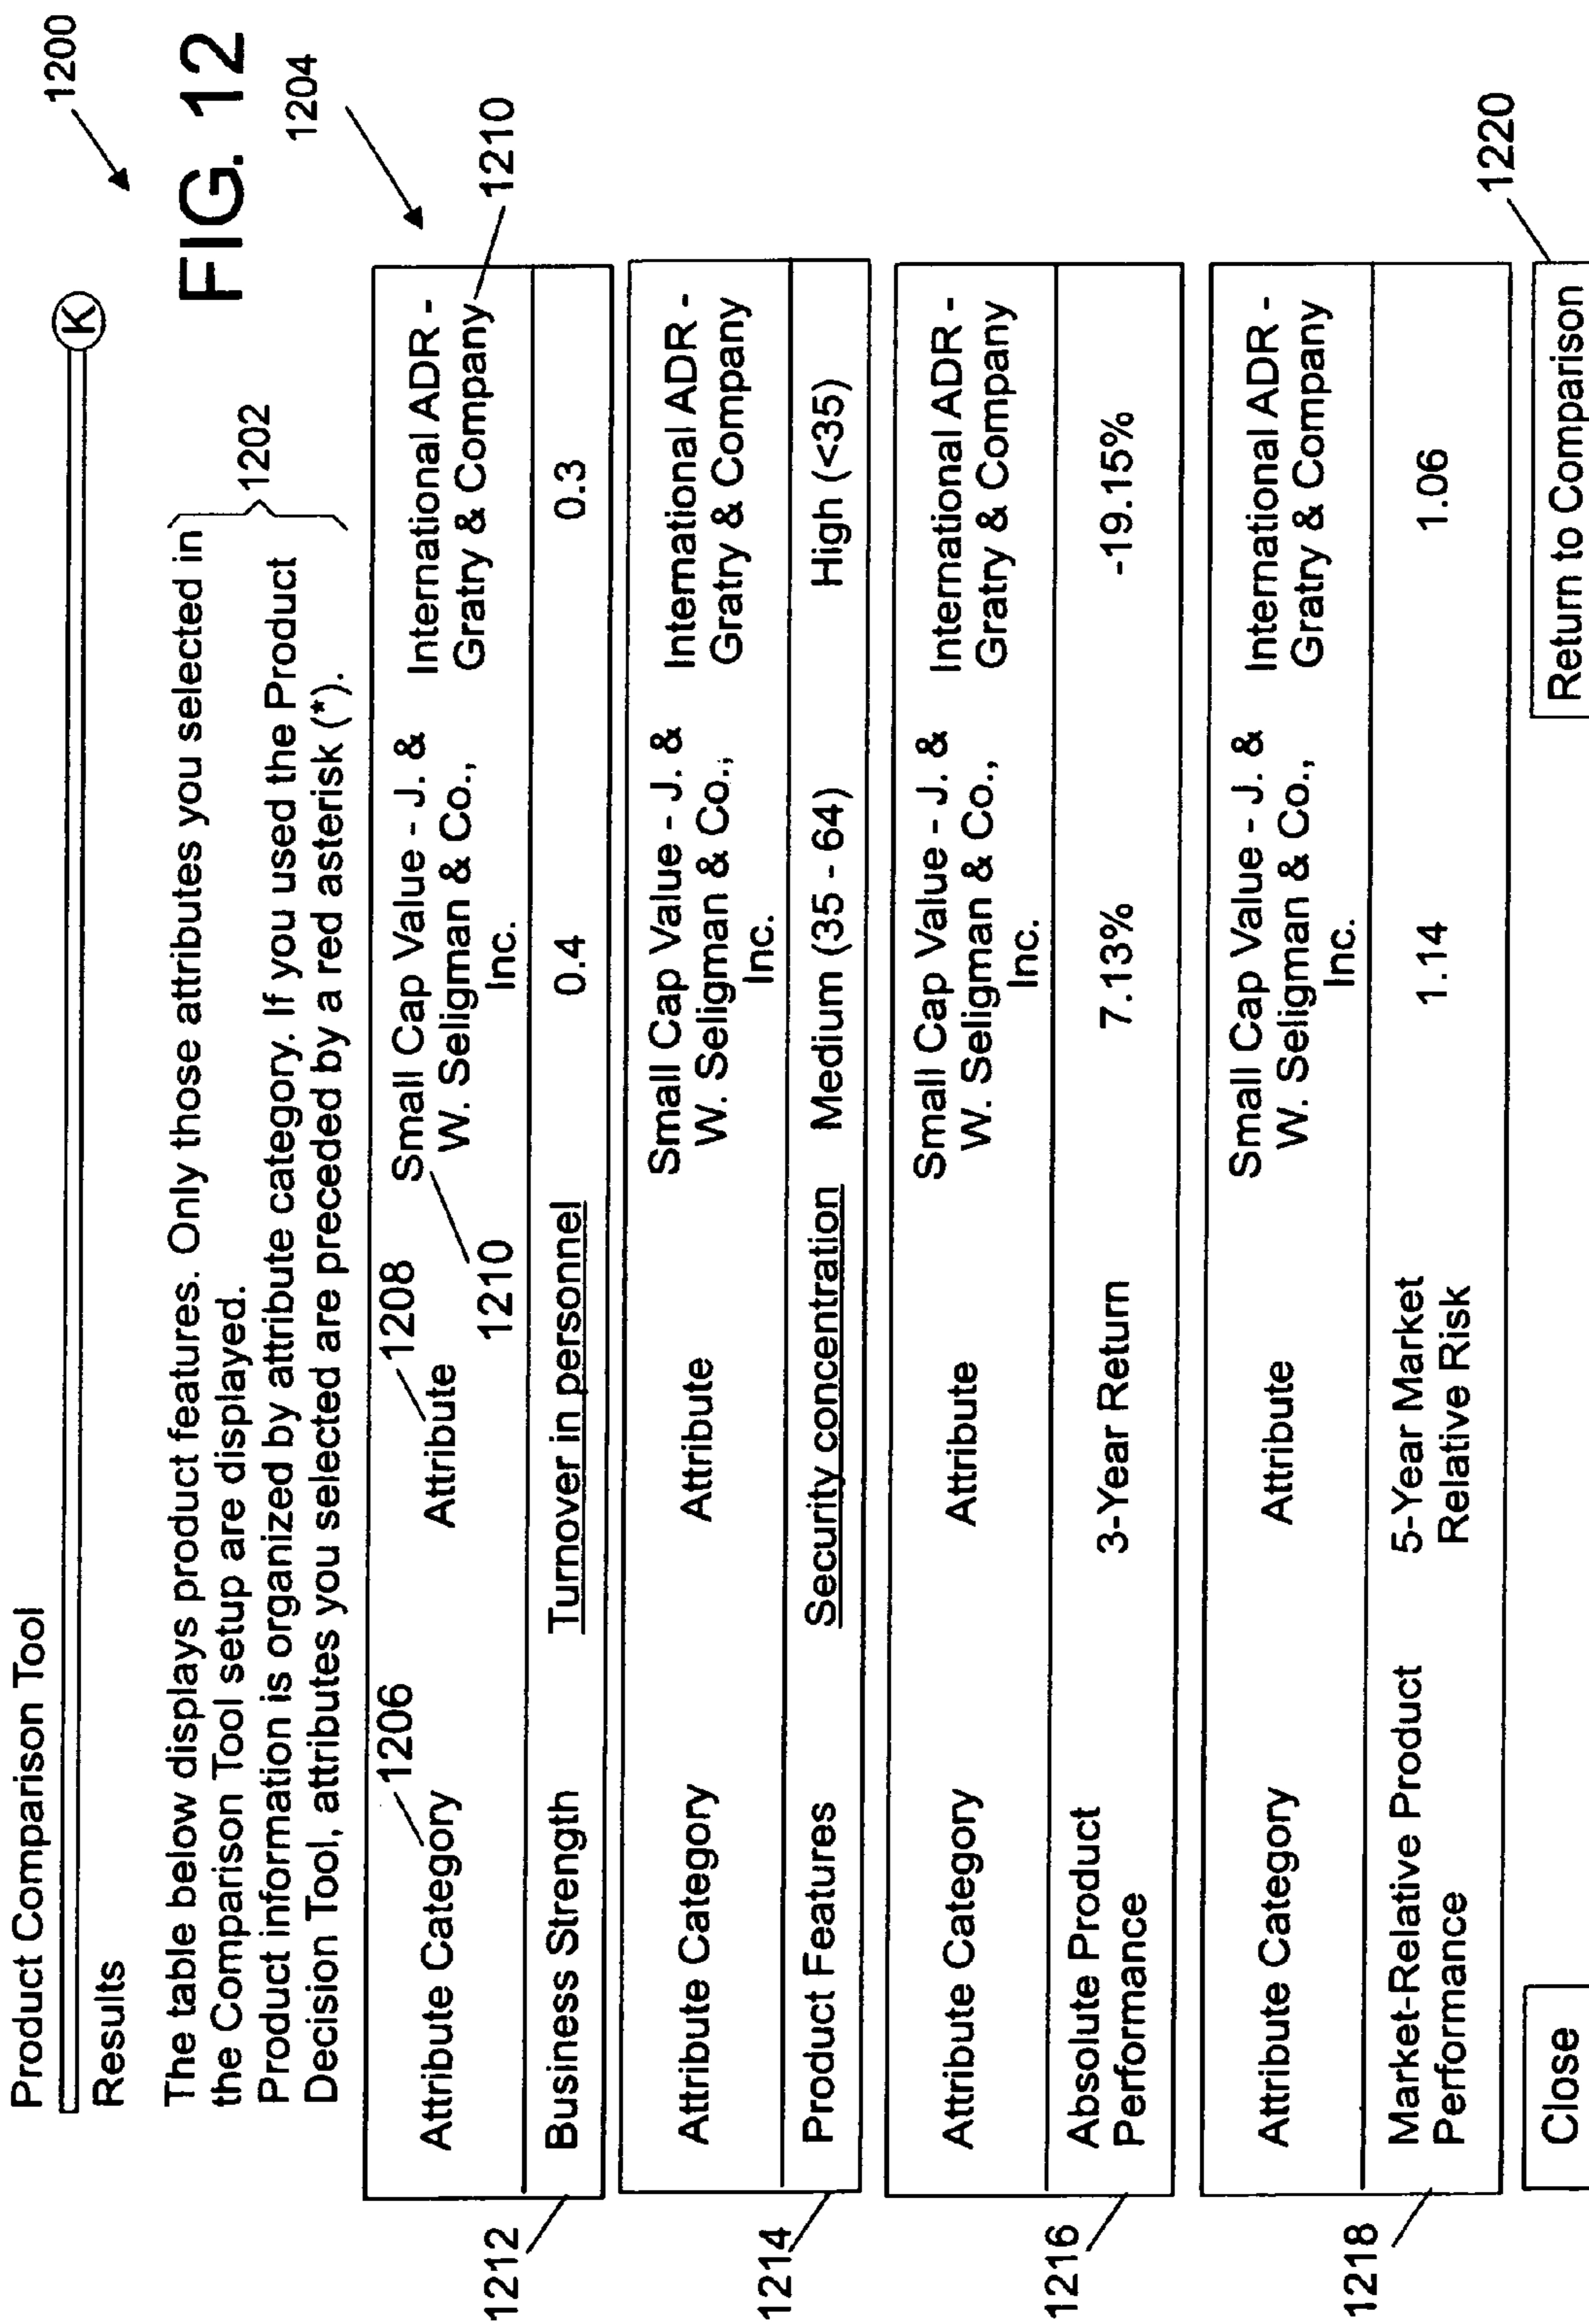 Product Comparison Tool
K
1200
Results
FIG. 12
The table below displays product features. Only those attributes you selected in
the Comparison Tool setup are displayed.
Product information is organized by attribute category. If you used the Product
Decision Tool, attributes you selected are preceded by a red asterisk (*).
1202
1204
1206
1208
1210
1210
Attribute Category
Attribute
Small Cap Value - J. &
W. Seligman & Co.,
Inc.
International ADR -
Gratry & Company
1212
Business Strength
Turnover in personnel
0.4
0.3
Attribute Category
Attribute
Small Cap Value - J. &
W. Seligman & Co.,
Inc.
International ADR -
Gratry & Company
1214
Product Features
Security concentration
Medium (35 - 64)
High (<35)
Attribute Category
Attribute
Small Cap Value - J. &
W. Seligman & Co.,
Inc.
International ADR -
Gratry & Company
1216
Absolute Product
Performance
3-Year Return
7.13%
-19.15%
Attribute Category
Attribute
Small Cap Value - J. &
W. Seligman & Co.,
Inc.
International ADR -
Gratry & Company
1218
Market-Relative Product
Performance
5-Year Market
Relative Risk
1.14
1.06
Close
Return to Comparison
1220